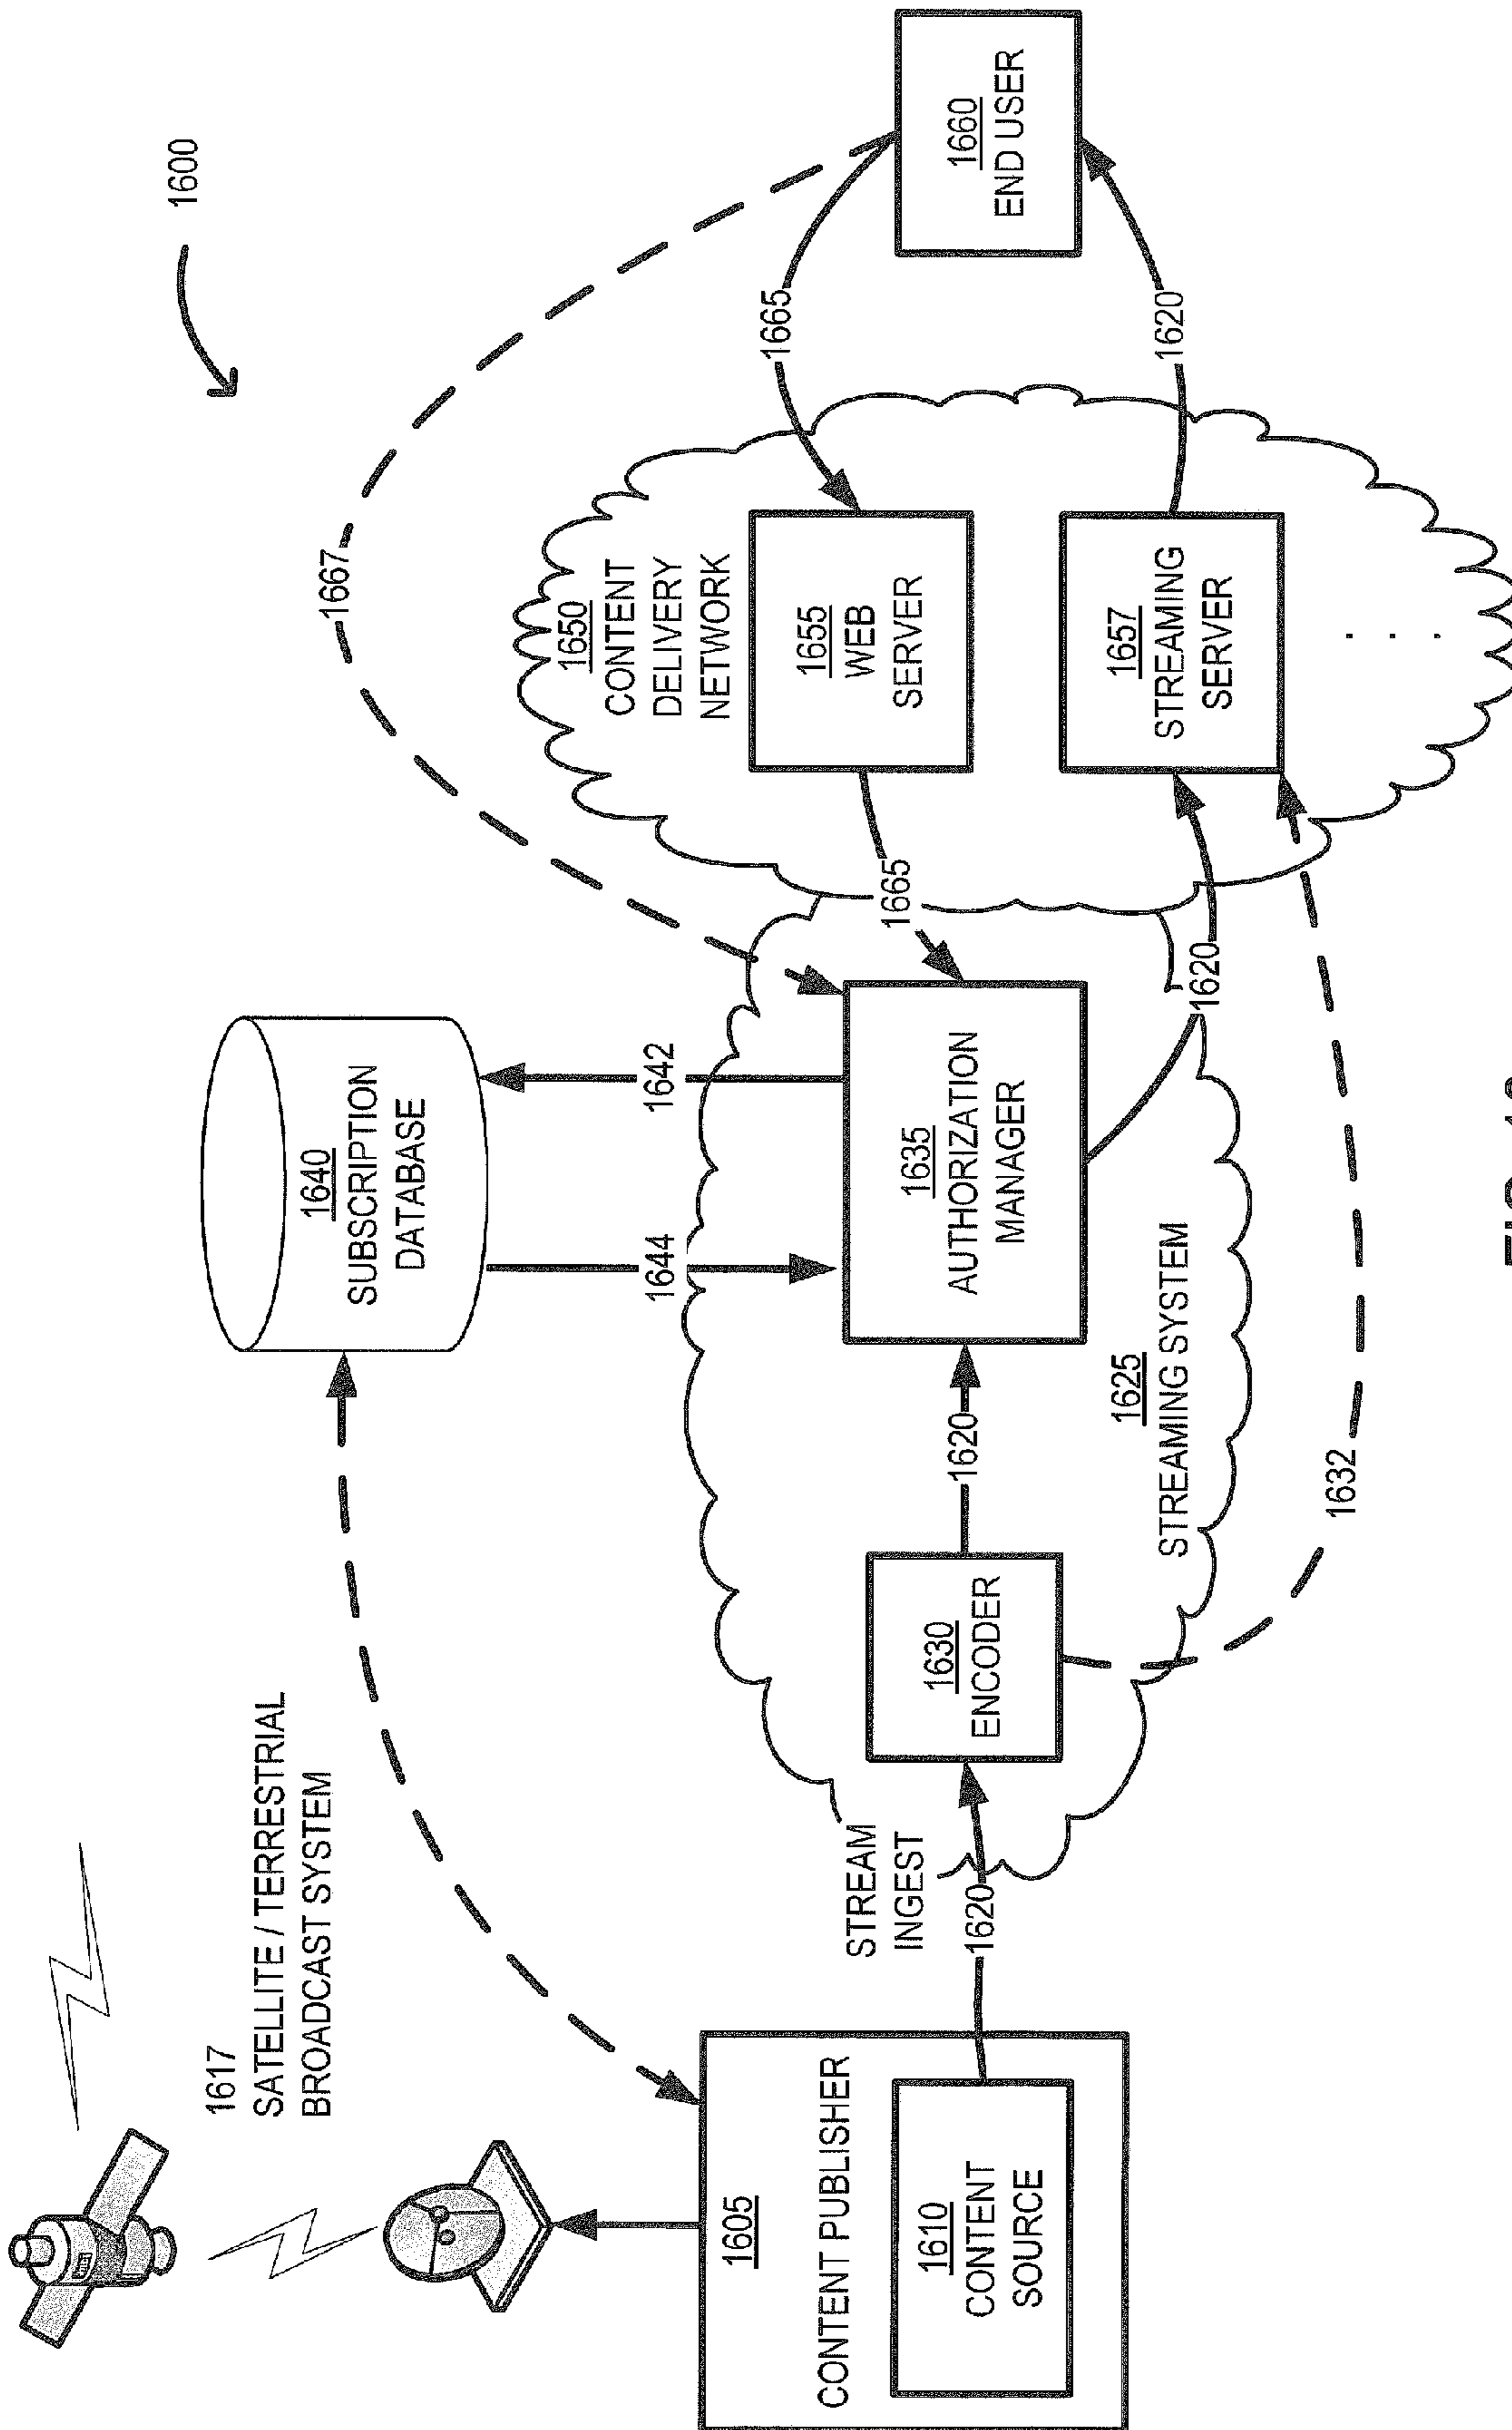 1600
1617
SATELLITE / TERRESTRIAL
BROADCAST SYSTEM
1605
CONTENT PUBLISHER
1610
CONTENT
SOURCE
STREAM
INGEST
1620
1630
ENCODER
1620
1632
1625
STREAMING SYSTEM
1635
AUTHORIZATION
MANAGER
1640
SUBSCRIPTION
DATABASE
1644
1642
1667
1665
1620
1650
CONTENT
DELIVERY
NETWORK
1655
WEB
SERVER
1657
STREAMING
SERVER
. . .
1665
1620
1660
END USER